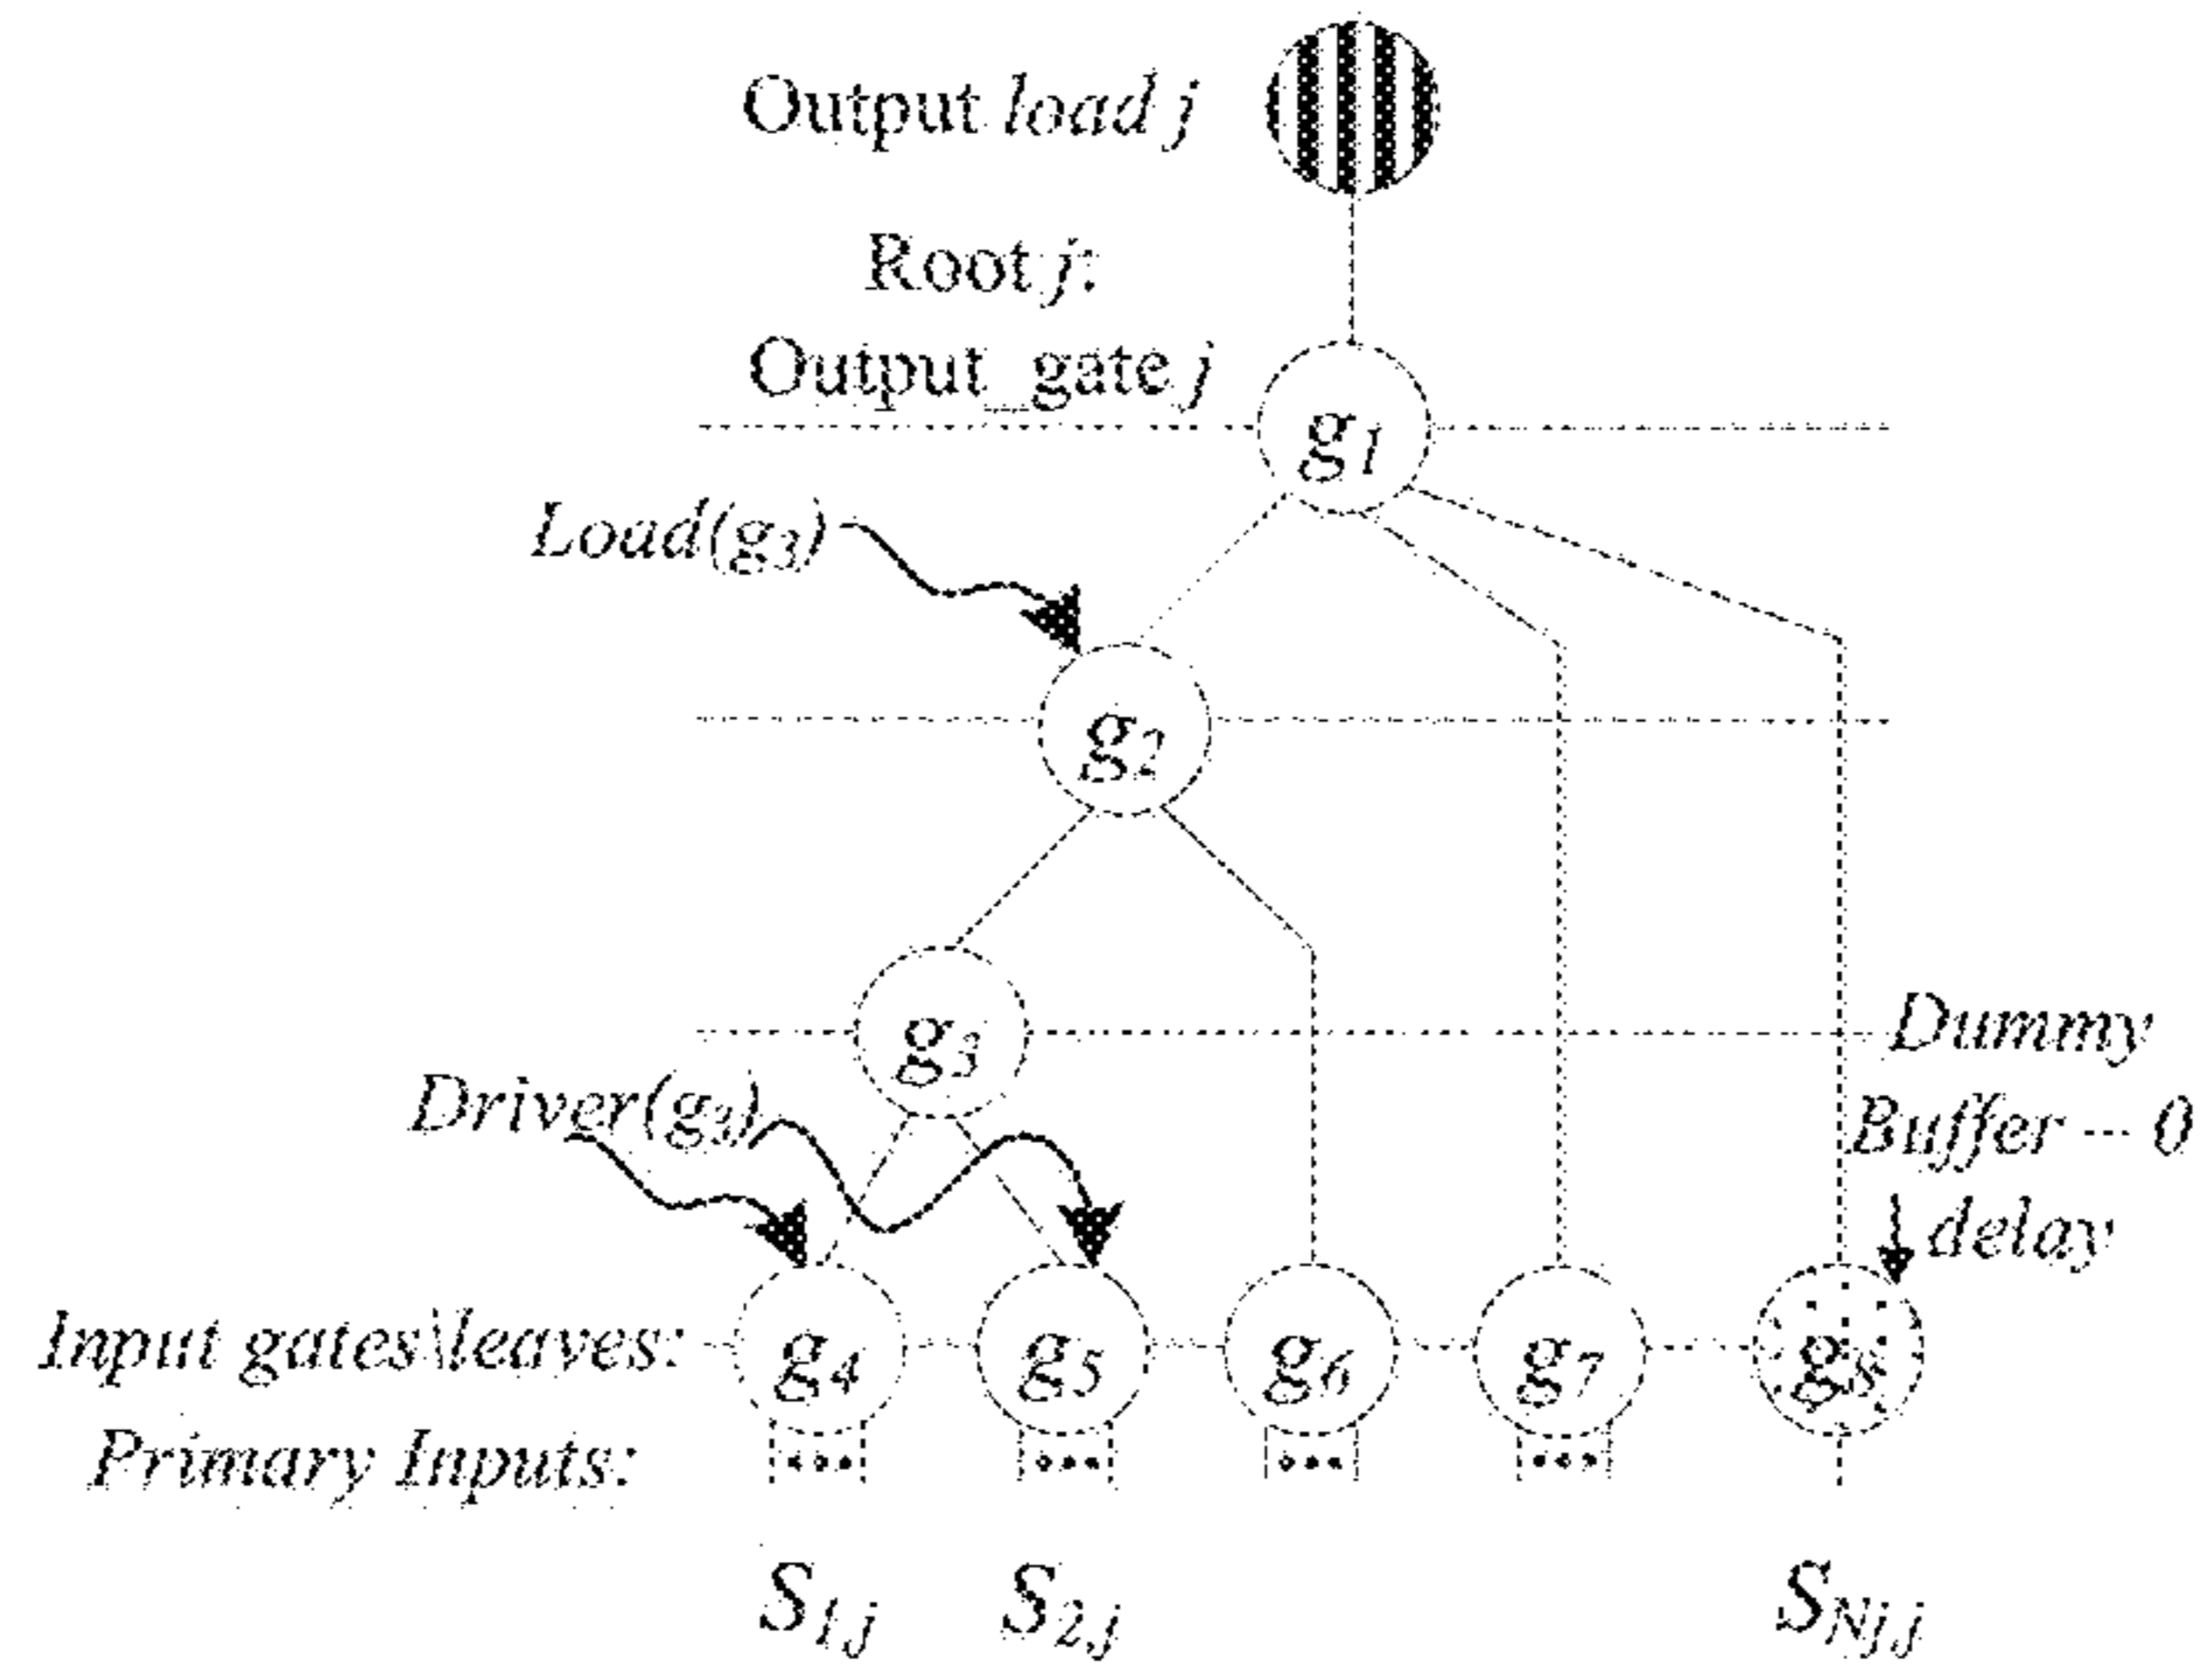 Output load j
Root j:
Output_gate j
g1
Load(g3)
g2
g3
Dummy
Buffer – 0
delay
Driver(g3)
Input gates\leaves:
g4 g5 g6 g7 g8
Primary Inputs:
S1j S2,j SNj,j